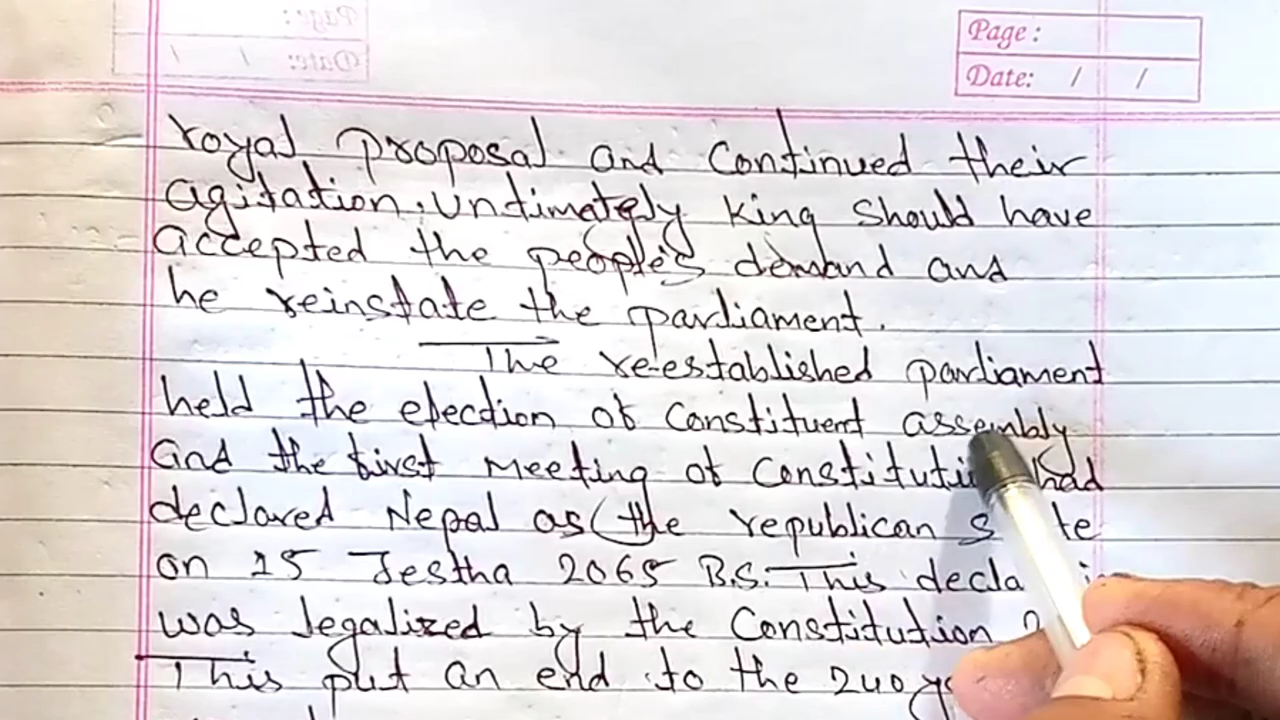 Page :
Date: / /
royal proposal and continued their
agitation, Undimately King should have
accepted the people's demand and
he reinstate the parliament.
The re-established parliament
held the election of constituent assembly
and the first meeting of had
declared Nepal as the republican
on 15 Jestha 2065 B.S. This
was legalized by the Constitution
This put an end to the 240